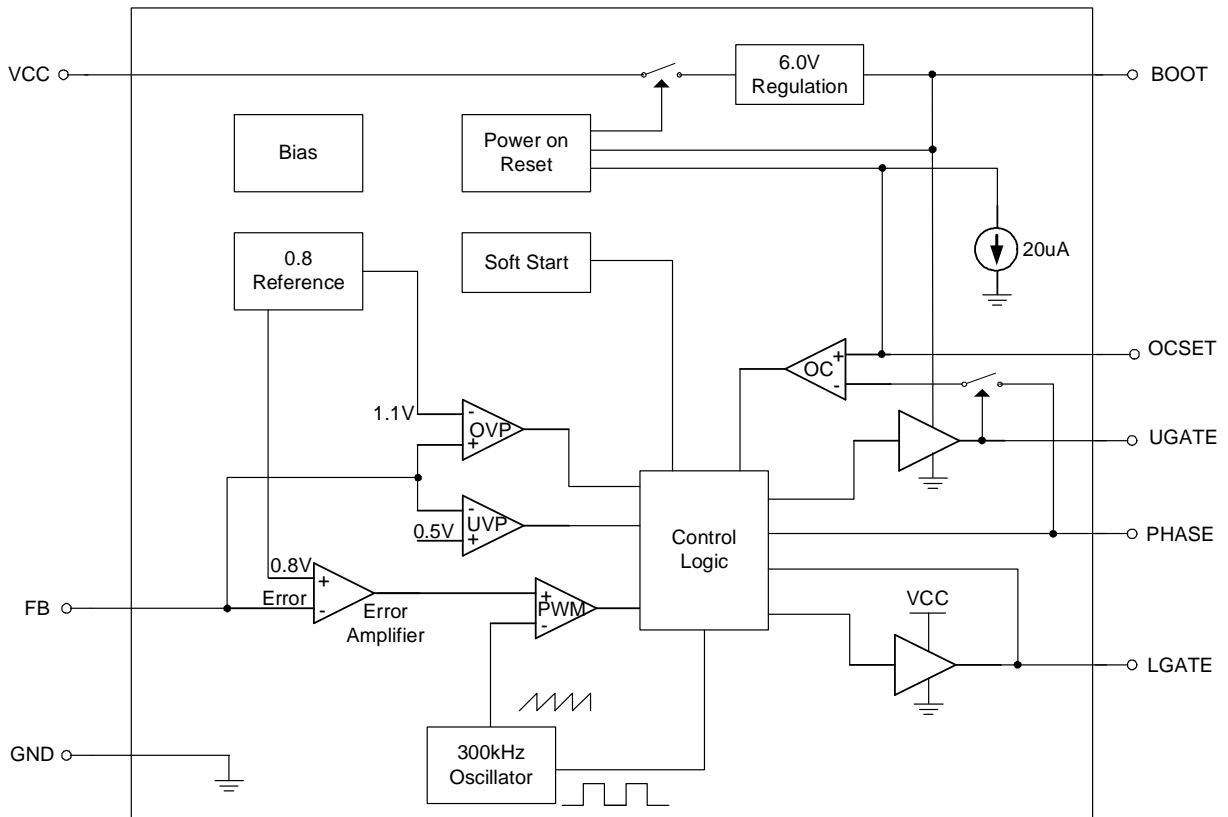 VCC
6.0V
Regulation
BOOT
Bias
Power on
Reset
0.8
Reference
Soft Start
20uA
OCSET
+
OC
-
1.1V
-
OVP
+
UGATE
-
UVP
0.5V
+
Control
Logic
PHASE
0.8V
+
FB
Error
-
Error
Amplifier
+
PWM
-
VCC
LGATE
GND
300kHz
Oscillator